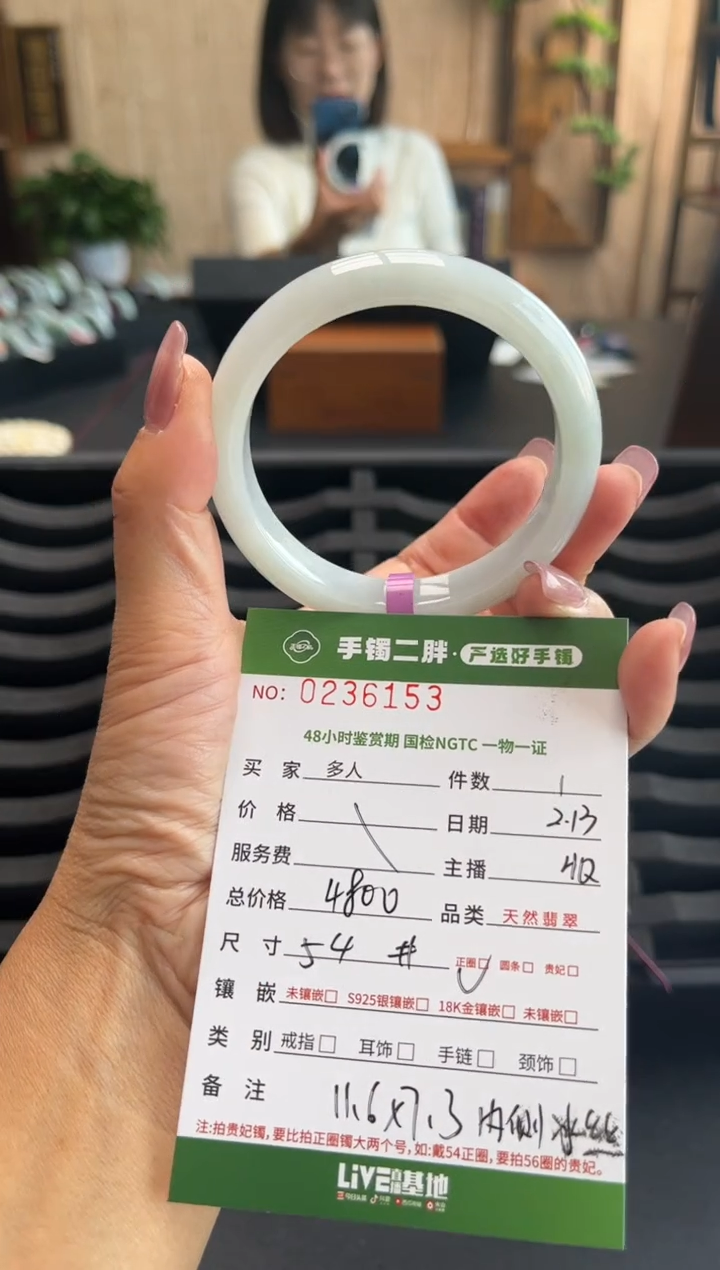 手镯二胖·严选好手镯
NO: 0236153
48小时鉴赏期 国检NGTC 一物一证
买 家 多人 件数 1
价 格 日期 2.13
服务费 主播
总价格 4800 品类 天然翡翠
尺 寸 54 # 正圈□ 圆条□ 贵妃□
镶 嵌 未镶嵌□ S925银镶嵌□ 18K金镶嵌□ 未镶嵌□
类 别 戒指□ 耳饰□ 手链□ 颈饰□
备 注 11.6×7.3 内侧
注:拍贵妃镯,要比拍正圈镯大两个号,如:戴54正圈,要拍56圈的贵妃。
LiVE直播基地